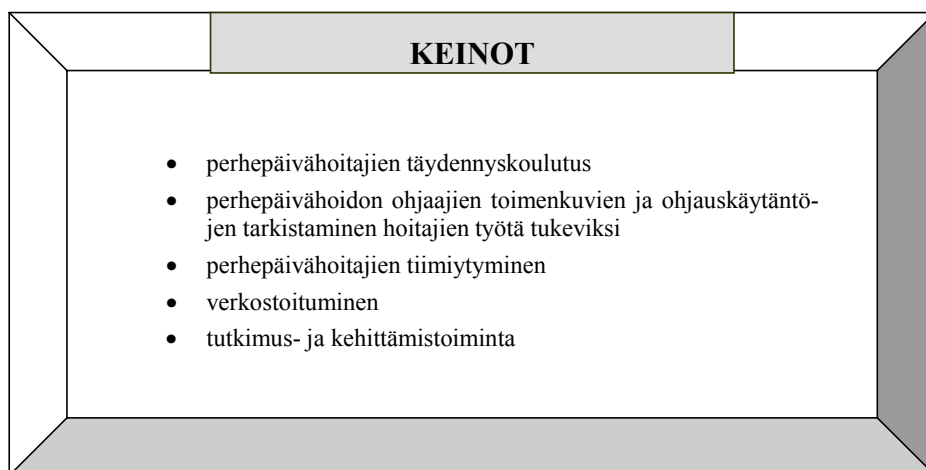 KEINOT
• perhepäivähoitajien täydennyskoulutus
• perhepäivähoidon ohjaajien toimenkuvien ja ohjauskäytäntö-
jen tarkistaminen hoitajien työtä tukeviksi
• perhepäivähoitajien tiimiytyminen
• verkostoituminen
• tutkimus- ja kehittämistoiminta